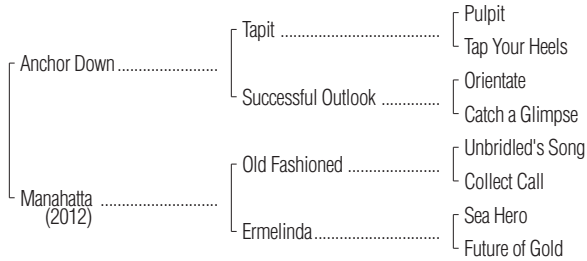 Pulpit
Tapit
Tap Your Heels
Anchor Down
Orientate
Successful Outlook
Catch a Glimpse
Unbridled's Song
Old Fashioned
Collect Call
Manahatta
(2012)
Sea Hero
Ermelinda
Future of Gold